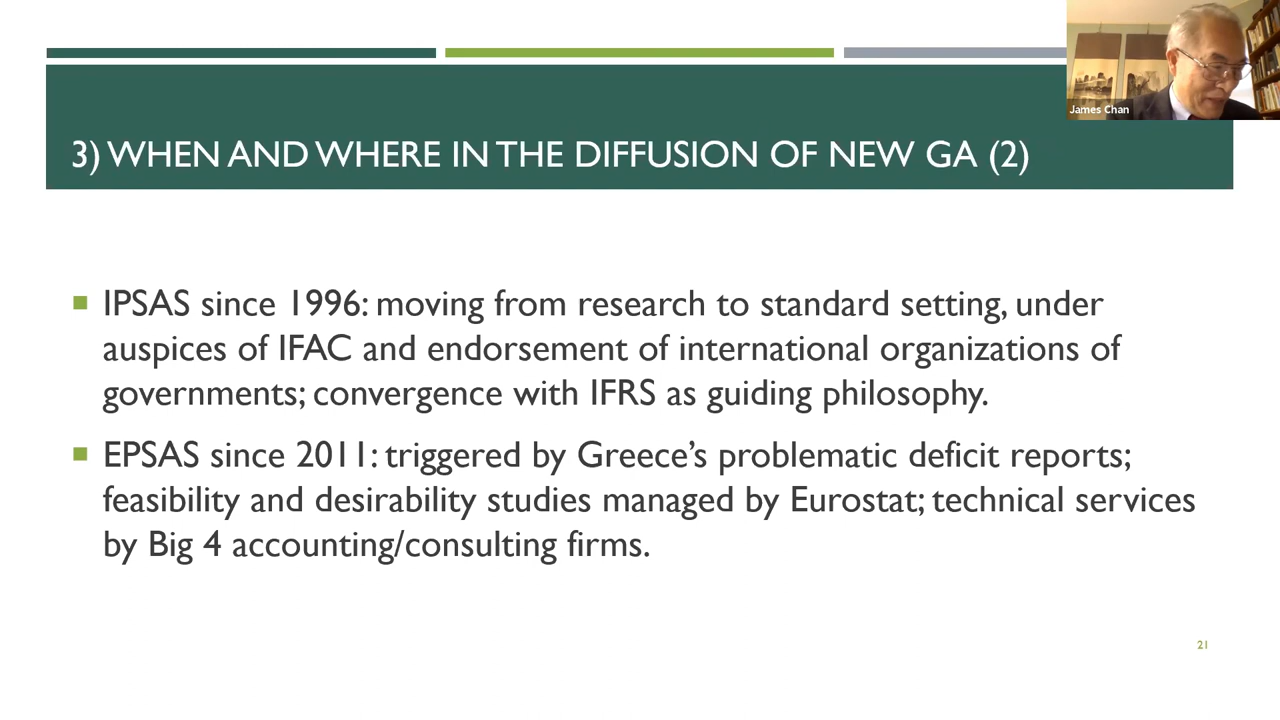 James Chan
3) WHEN AND WHERE IN THE DIFFUSION OF NEW GA (2)
■ IPSAS since 1996: moving from research to standard setting, under
auspices of IFAC and endorsement of international organizations of
governments; convergence with IFRS as guiding philosophy.
■ EPSAS since 2011: triggered by Greece’s problematic deficit reports;
feasibility and desirability studies managed by Eurostat; technical services
by Big 4 accounting/consulting firms.
21